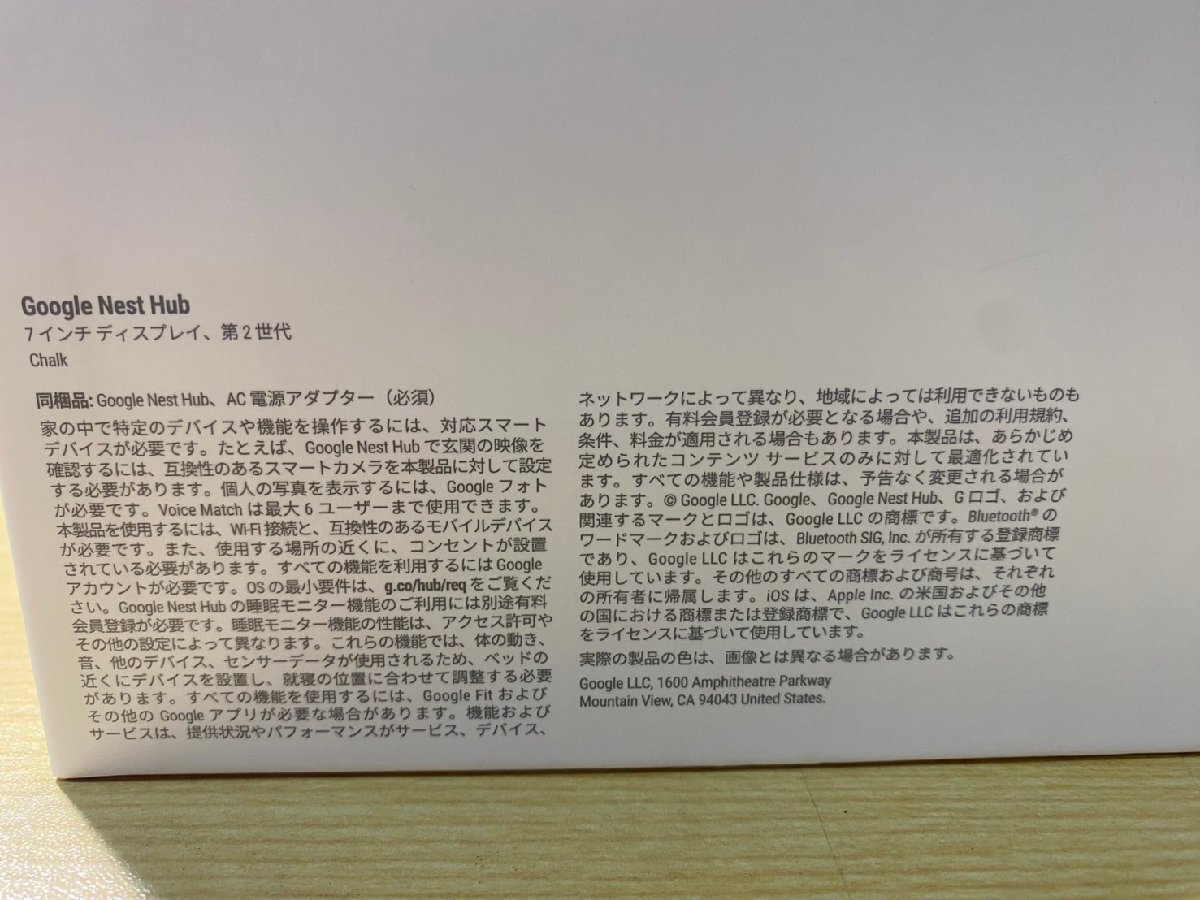 Google Nest Hub
7 インチ ディスプレイ、第 2 世代
Chalk
同梱品: Google Nest Hub、AC 電源アダプター（必須）
家の中で特定のデバイスや機能を操作するには、対応スマート
デバイスが必要です。たとえば、Google Nest Hub で玄関の映像を
確認するには、互換性のあるスマートカメラを本製品に対して設定
する必要があります。個人の写真を表示するには、Google フォト
が必要です。Voice Match は最大 6 ユーザーまで使用できます。
本製品を使用するには、Wi-Fi 接続と、互換性のあるモバイルデバイス
が必要です。また、使用する場所の近くに、コンセントが設置
されている必要があります。すべての機能を利用するには Google
アカウントが必要です。OS の最小要件は、g.co/hub/req をご覧くだ
さい。Google Nest Hub の睡眠モニター機能のご利用には別途有料
会員登録が必要です。睡眠モニター機能の性能は、アクセス許可や
その他の設定によって異なります。これらの機能では、体の動き、
音、他のデバイス、センサーデータが使用されるため、ベッドの
近くにデバイスを設置し、就寝の位置に合わせて調整する必要
があります。すべての機能を使用するには、Google Fit および
その他の Google アプリが必要な場合があります。機能および
サービスは、提供状況やパフォーマンスがサービス、デバイス、
ネットワークによって異なり、地域によっては利用できないものも
あります。有料会員登録が必要となる場合や、追加の利用規約、
条件、料金が適用される場合もあります。本製品は、あらかじめ
定められたコンテンツ サービスのみに対して最適化されてい
ます。すべての機能や製品仕様は、予告なく変更される場合が
あります。© Google LLC. Google、Google Nest Hub、G ロゴ、および
関連するマークとロゴは、Google LLC の商標です。Bluetooth® の
ワードマークおよびロゴは、Bluetooth SIG, Inc. が所有する登録商標
であり、Google LLC はこれらのマークをライセンスに基づいて
使用しています。その他のすべての商標および商号は、それぞれ
の所有者に帰属します。iOS は、Apple Inc. の米国およびその他
の国における商標または登録商標で、Google LLC はこれらの商標
をライセンスに基づいて使用しています。
実際の製品の色は、画像とは異なる場合があります。
Google LLC, 1600 Amphitheatre Parkway
Mountain View, CA 94043 United States.